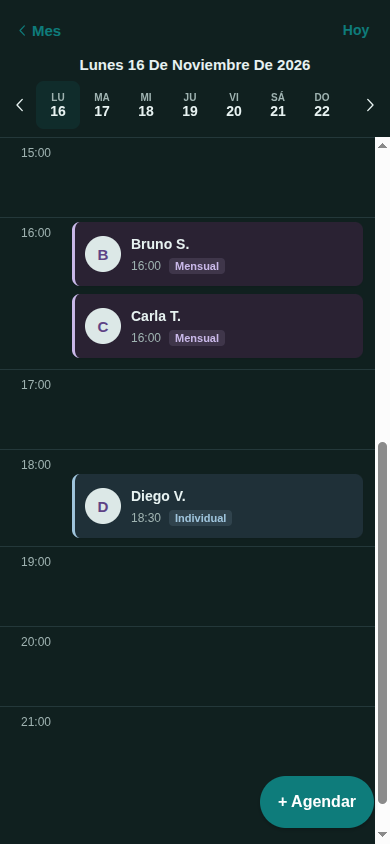 Mes
Hoy
Lunes 16 De Noviembre De 2026
LU MA MI JU VI SÁ DO
16 17 18 19 20 21 22
15:00
16:00
B
Bruno S.
16:00 Mensual
C
Carla T.
16:00 Mensual
17:00
18:00
D
Diego V.
18:30 Individual
19:00
20:00
21:00
+ Agendar